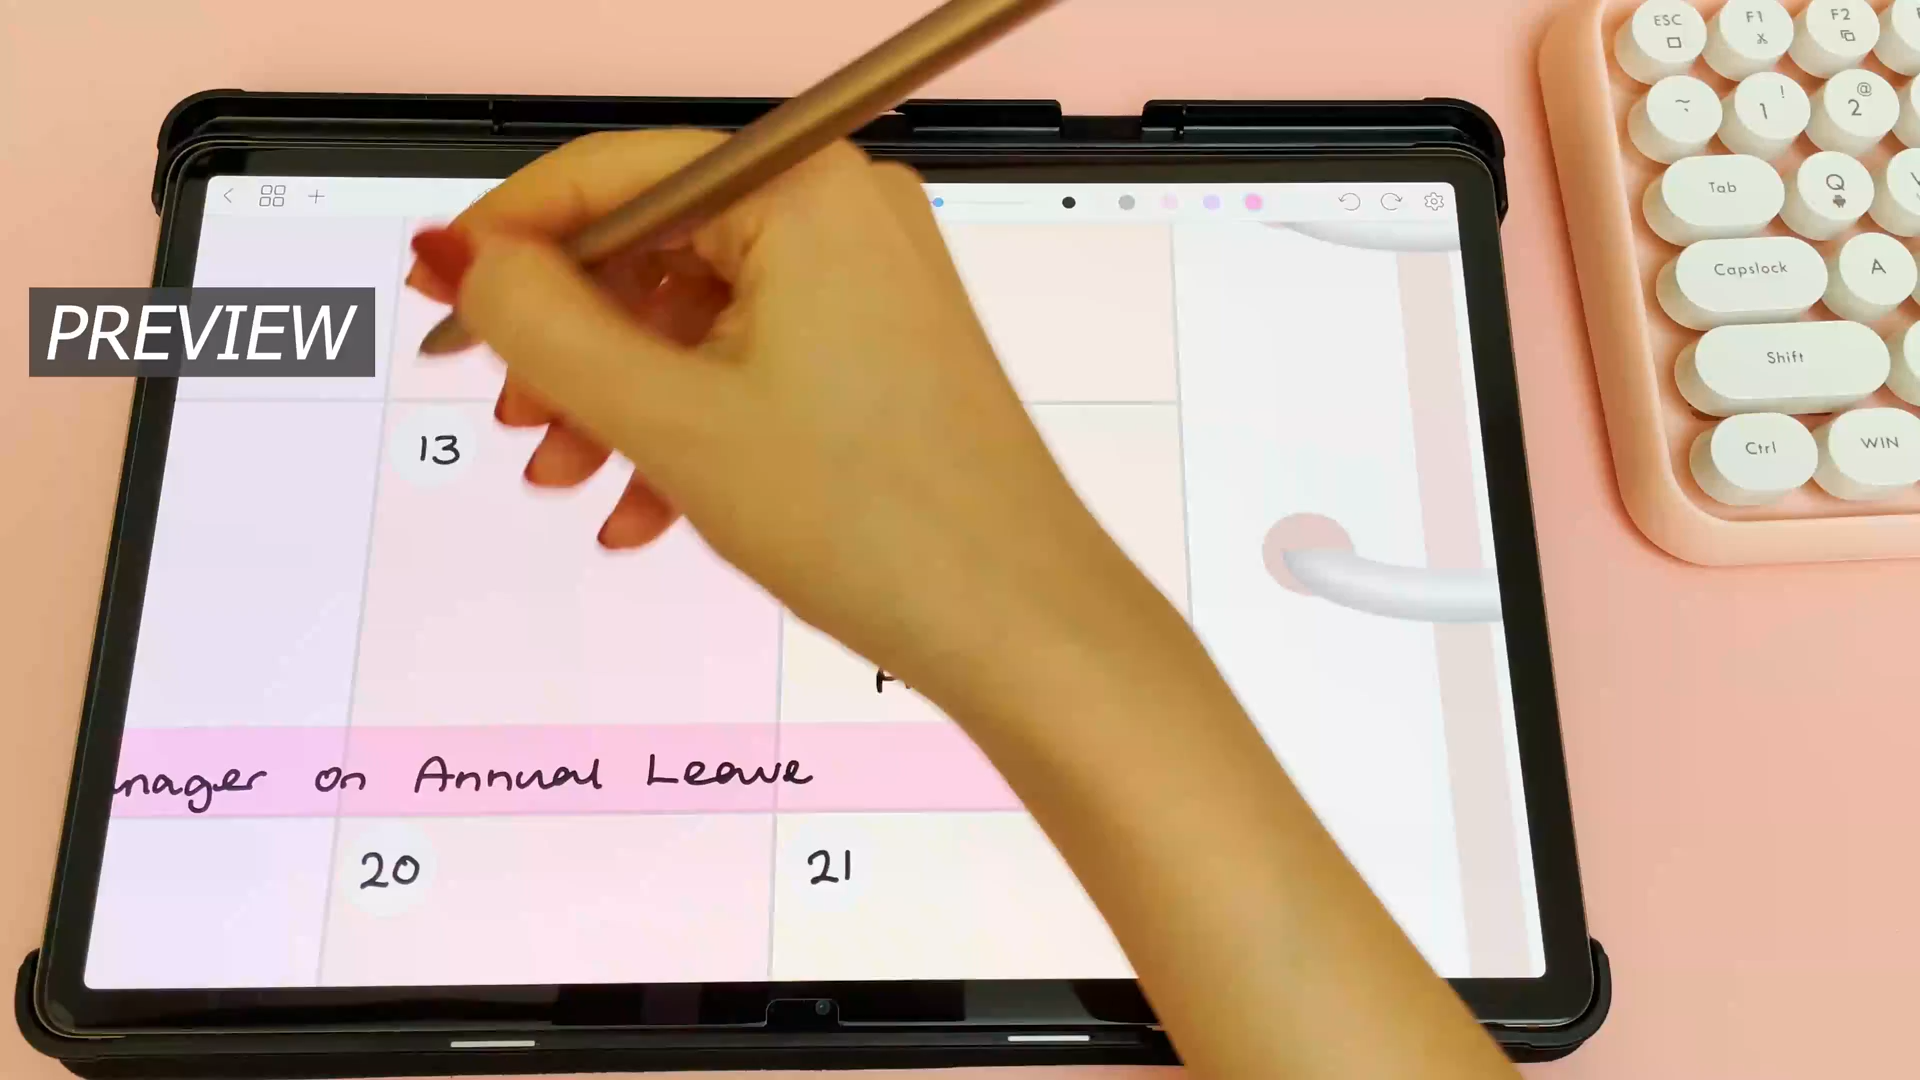 PREVIEW
13
nager on Annual Leave
20
21
ESC
F1
F2
~
!
1
@
2
Tab
Q
Capslock
A
Shift
Ctrl
WIN